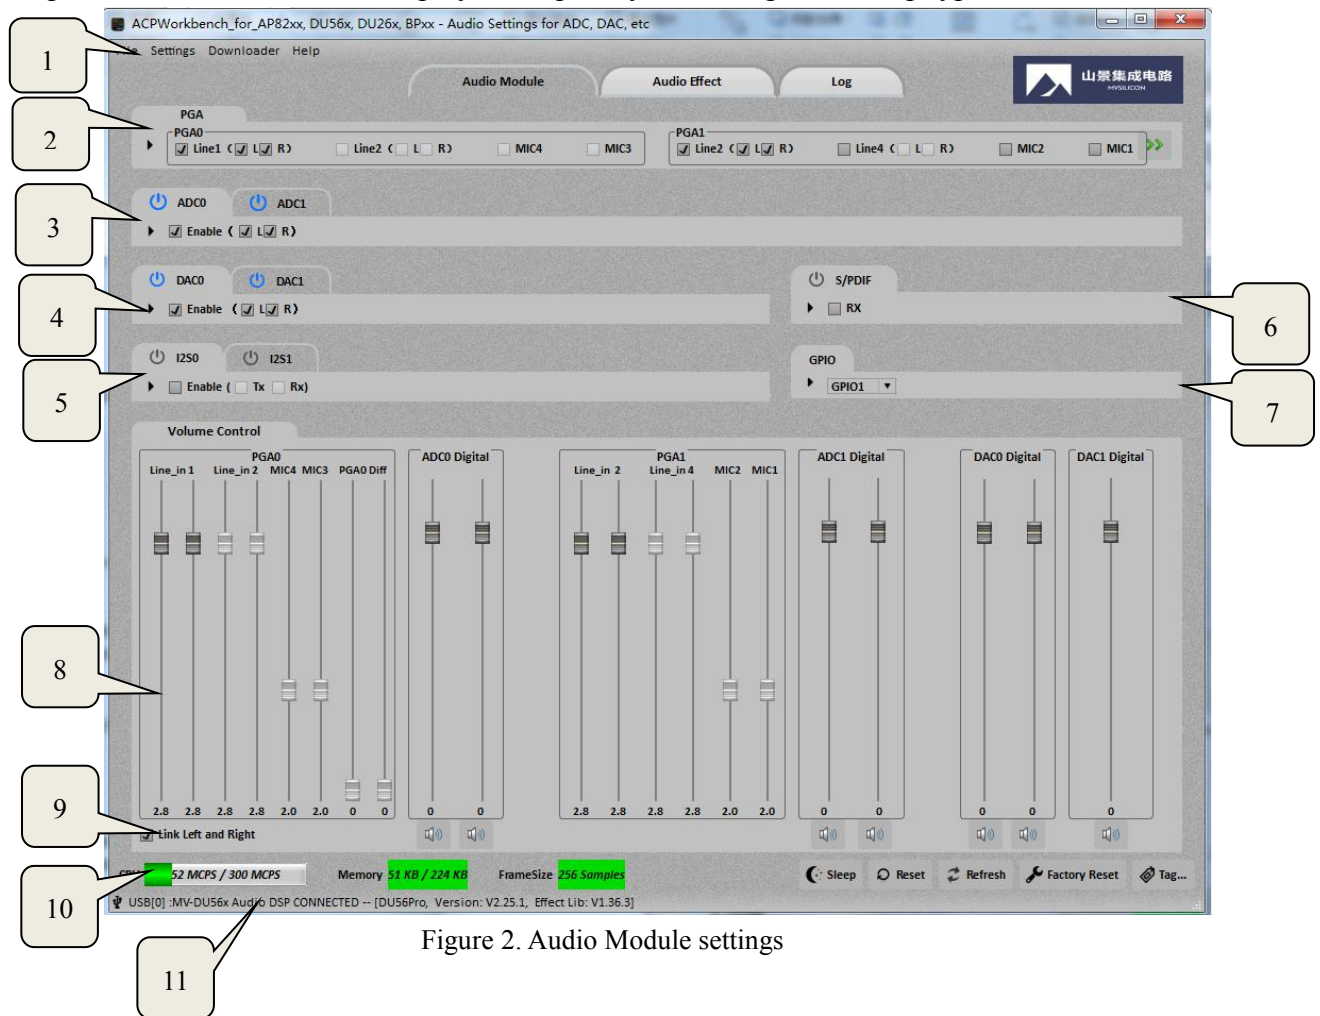 ACPWorkbench_for_AP82xx, DU56x, DU26x, BPxx - Audio Settings for ADC, DAC, etc
1
Settings Downloader Help
Audio Module Audio Effect Log
山景集成电路
MVSILICON
PGA
2
PGA0 PGA1
Line1 ( L R) Line2 ( L R) MIC4 MIC3 Line2 ( L R) Line4 ( L R) MIC2 MIC1
ADC0 ADC1
3
Enable ( L R)
DAC0 DAC1 S/PDIF
4
Enable ( L R) RX
6
I2S0 I2S1 GPIO
5
Enable ( Tx Rx) GPIO1
7
Volume Control
PGA0 ADC0 Digital PGA1 ADC1 Digital DAC0 Digital DAC1 Digital
Line_in 1 Line_in 2 MIC4 MIC3 PGA0 Diff Line_in 2 Line_in 4 MIC2 MIC1
8
2.8 2.8 2.8 2.8 2.0 2.0 0 0 0 0 2.8 2.8 2.8 2.8 2.0 2.0 0 0 0 0 0
9
Link Left and Right
52 MCPS / 300 MCPS Memory 51 KB / 224 KB FrameSize 256 Samples Sleep Reset Refresh Factory Reset Tag...
10
USB[0] :MV-DU56x Audio DSP CONNECTED -- [DU56Pro, Version: V2.25.1, Effect Lib: V1.36.3]
Figure 2. Audio Module settings
11